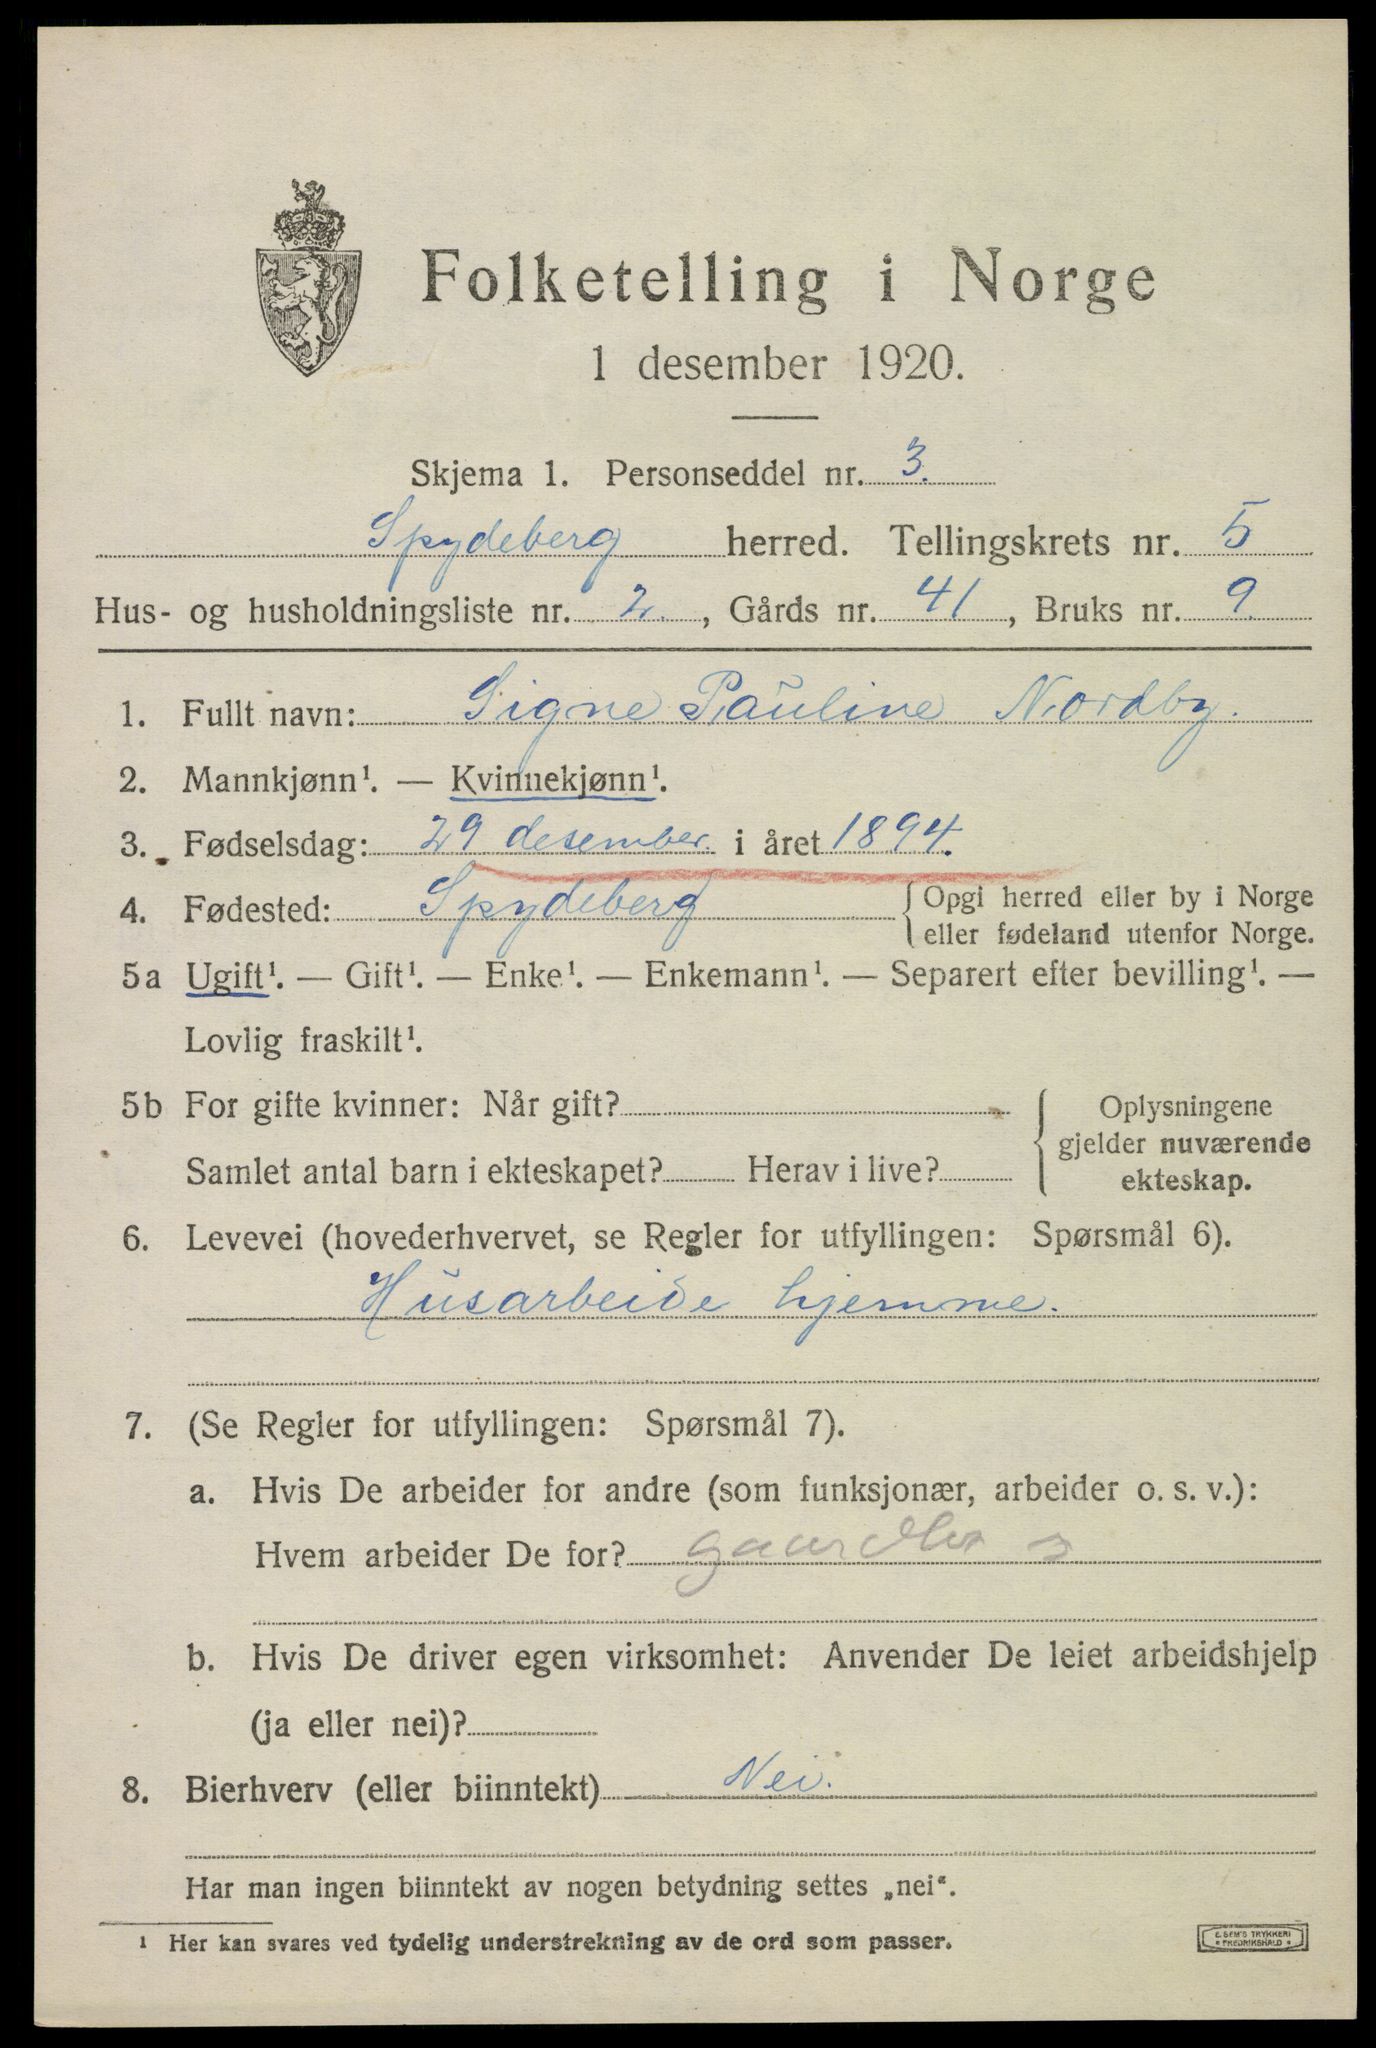 Folketelling i Norge
1 desember 1920.
Skjema 1. Personseddel nr. 3.
Spydeberg herred. Tellingskrets nr. 5
Hus- og husholdningsliste nr. 2., Gårds nr. 41, Bruks nr. 9.
1. Fullt navn: Signe Pauline Nordby.
2. Mannkjønn¹. — Kvinnekjønn¹.
3. Fødselsdag: 29 desember. i året 1894.
4. Fødested: Spydeberg { Opgi herred eller by i Norge
eller fødeland utenfor Norge.
5a Ugift¹. — Gift¹. — Enke¹. — Enkemann¹. — Separert efter bevilling¹. —
Lovlig fraskilt¹.
5b For gifte kvinner: Når gift? { Oplysningene
gjelder nuværende
Samlet antal barn i ekteskapet? Herav i live? ekteskap.
6. Levevei (hovederhvervet, se Regler for utfyllingen: Spørsmål 6).
Husarbeide hjemme.
7. (Se Regler for utfyllingen: Spørsmål 7).
a. Hvis De arbeider for andre (som funksjonær, arbeider o. s. v.):
Hvem arbeider De for?
b. Hvis De driver egen virksomhet: Anvender De leiet arbeidshjelp
(ja eller nei)?
8. Bierhverv (eller biinntekt) Nei.
Har man ingen biinntekt av nogen betydning settes „nei“.
¹ Her kan svares ved tydelig understrekning av de ord som passer.
E. SEM'S TRYKKERI
• FREDRIKSHALD •